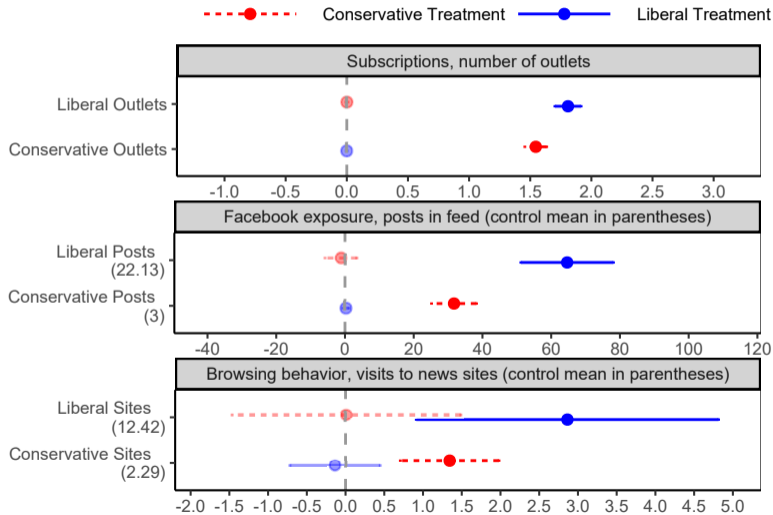 Conservative Treatment Liberal Treatment
Subscriptions, number of outlets
Liberal Outlets
Conservative Outlets
-1.0 -0.5 0.0 0.5 1.0 1.5 2.0 2.5 3.0
Facebook exposure, posts in feed (control mean in parentheses)
Liberal Posts
(22.13)
Conservative Posts
(3)
-40 -20 0 20 40 60 80 100 120
Browsing behavior, visits to news sites (control mean in parentheses)
Liberal Sites
(12.42)
Conservative Sites
(2.29)
-2.0 -1.5 -1.0 -0.5 0.0 0.5 1.0 1.5 2.0 2.5 3.0 3.5 4.0 4.5 5.0